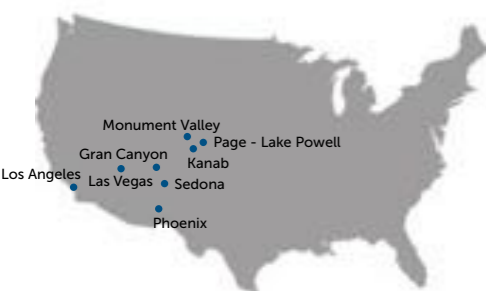 Monument Valley
Page - Lake Powell
Gran Canyon
Kanab
Los Angeles
Las Vegas
Sedona
Phoenix